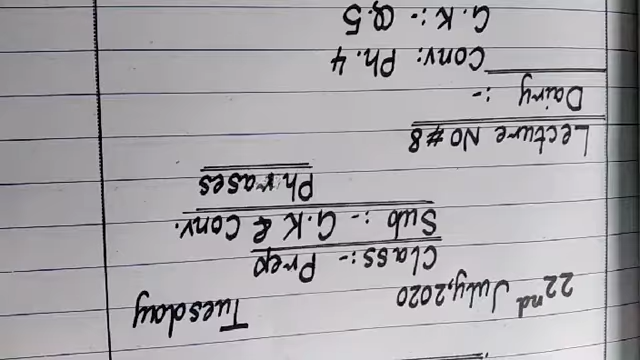 22nd July, 2020 Tuesday
Class:- Prep
Sub:- G.K & Conv.
Phrases
Lecture No # 8
Dairy:-
Conv: Ph. 4
G.K:- Q.5